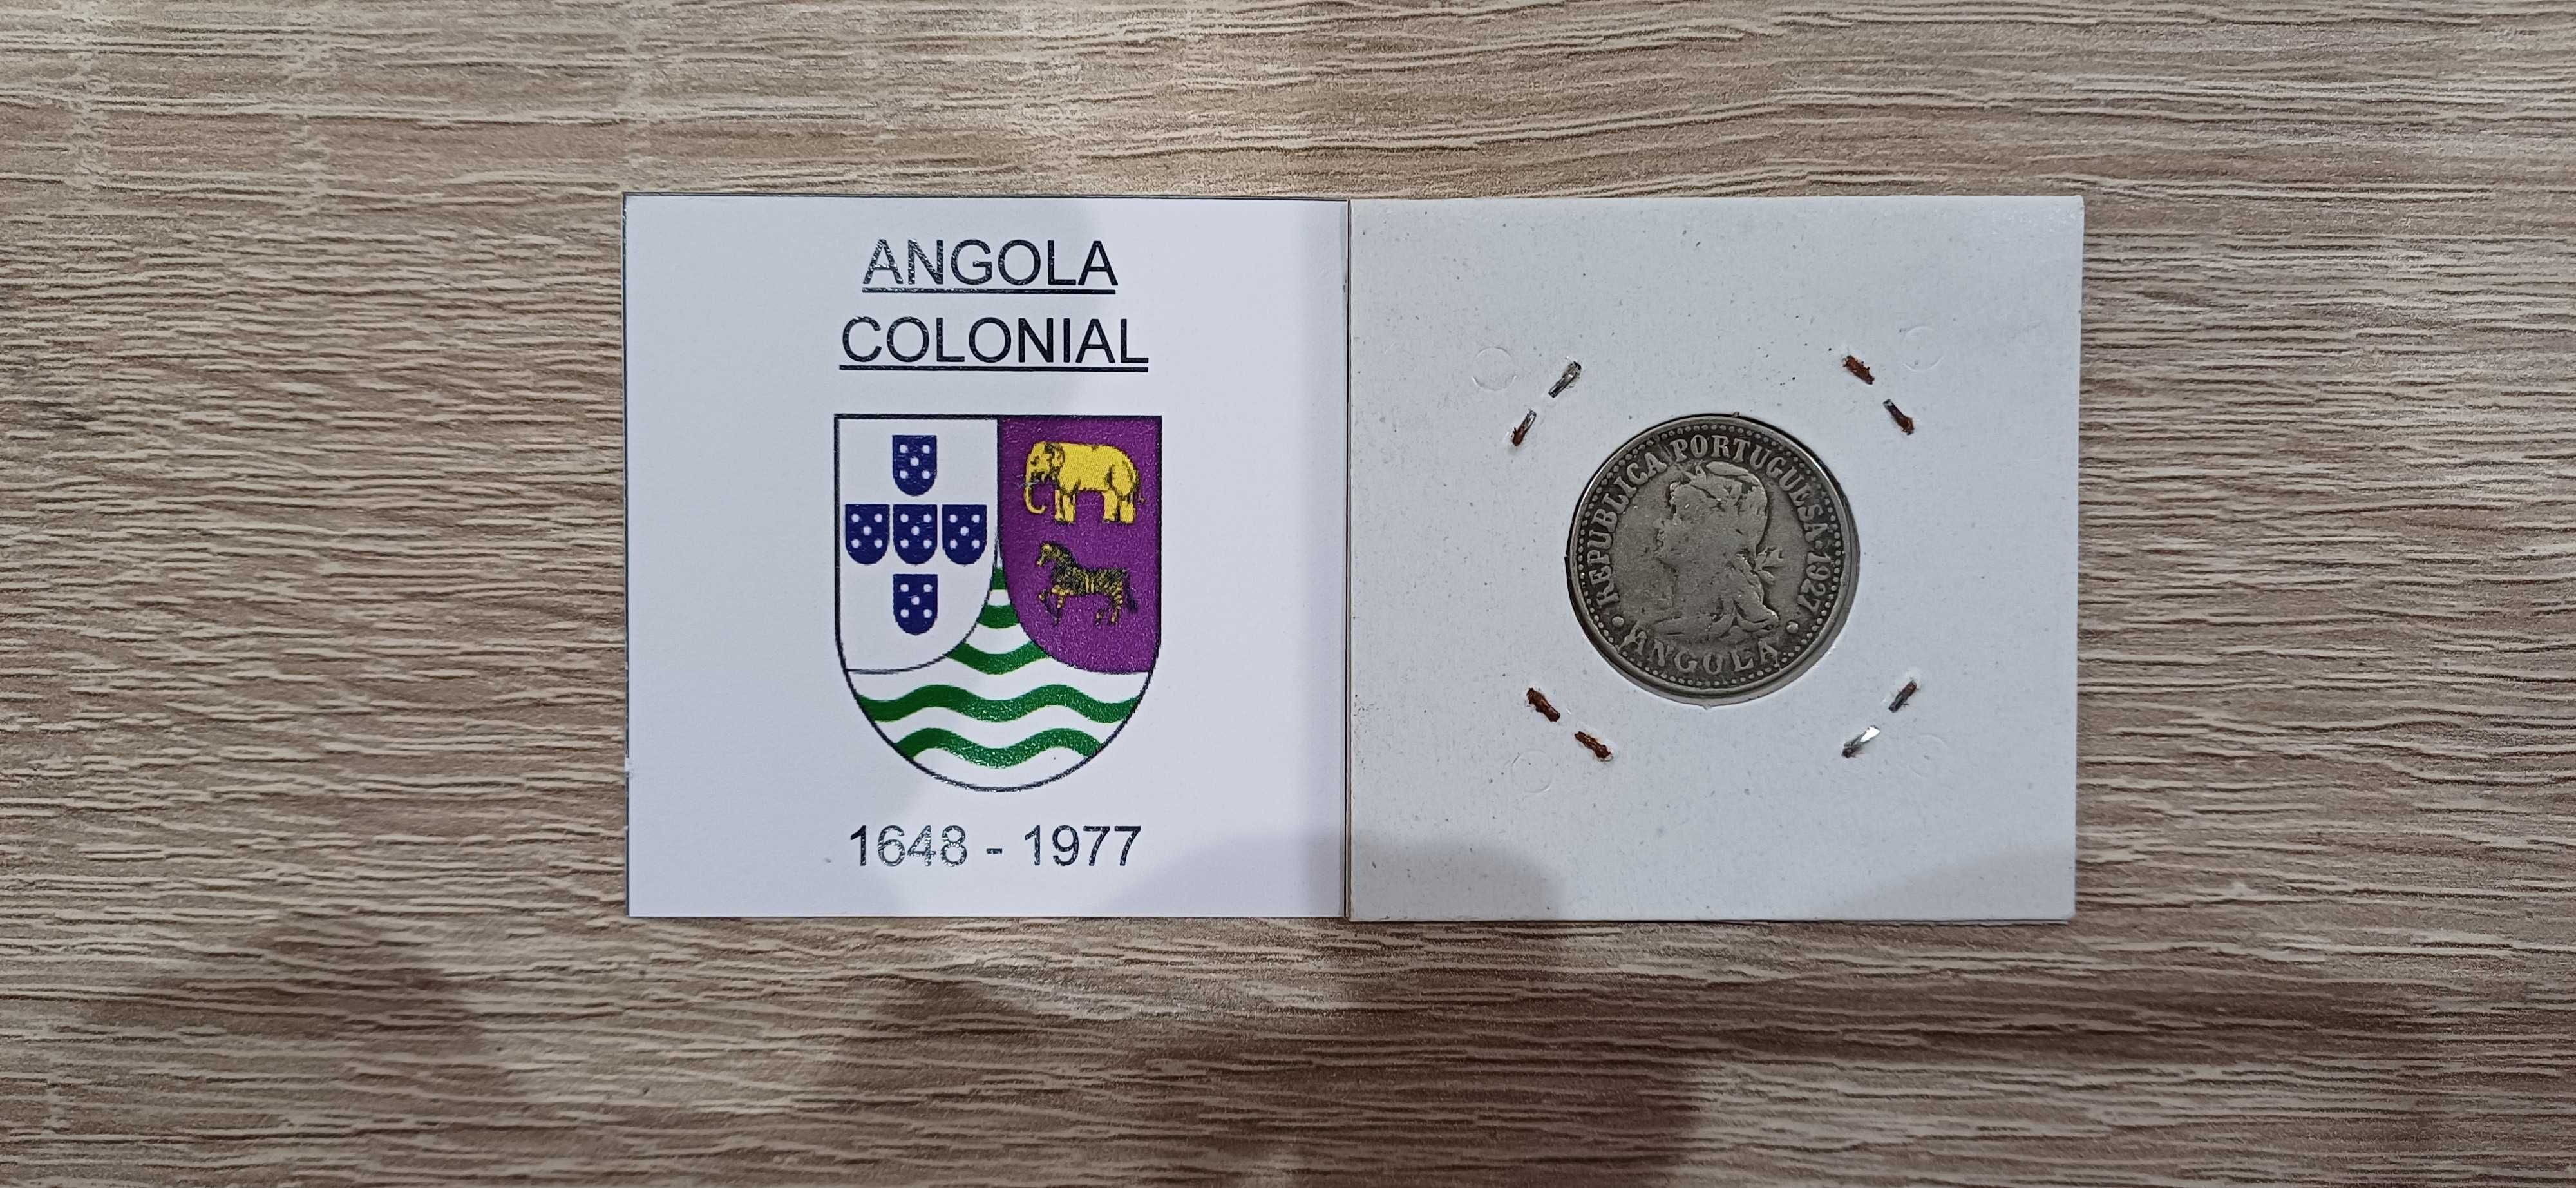 ANGOLA
COLONIAL
1648 - 1977
REPUBLICA PORTUGUESA · 1927 ·
ANGOLA